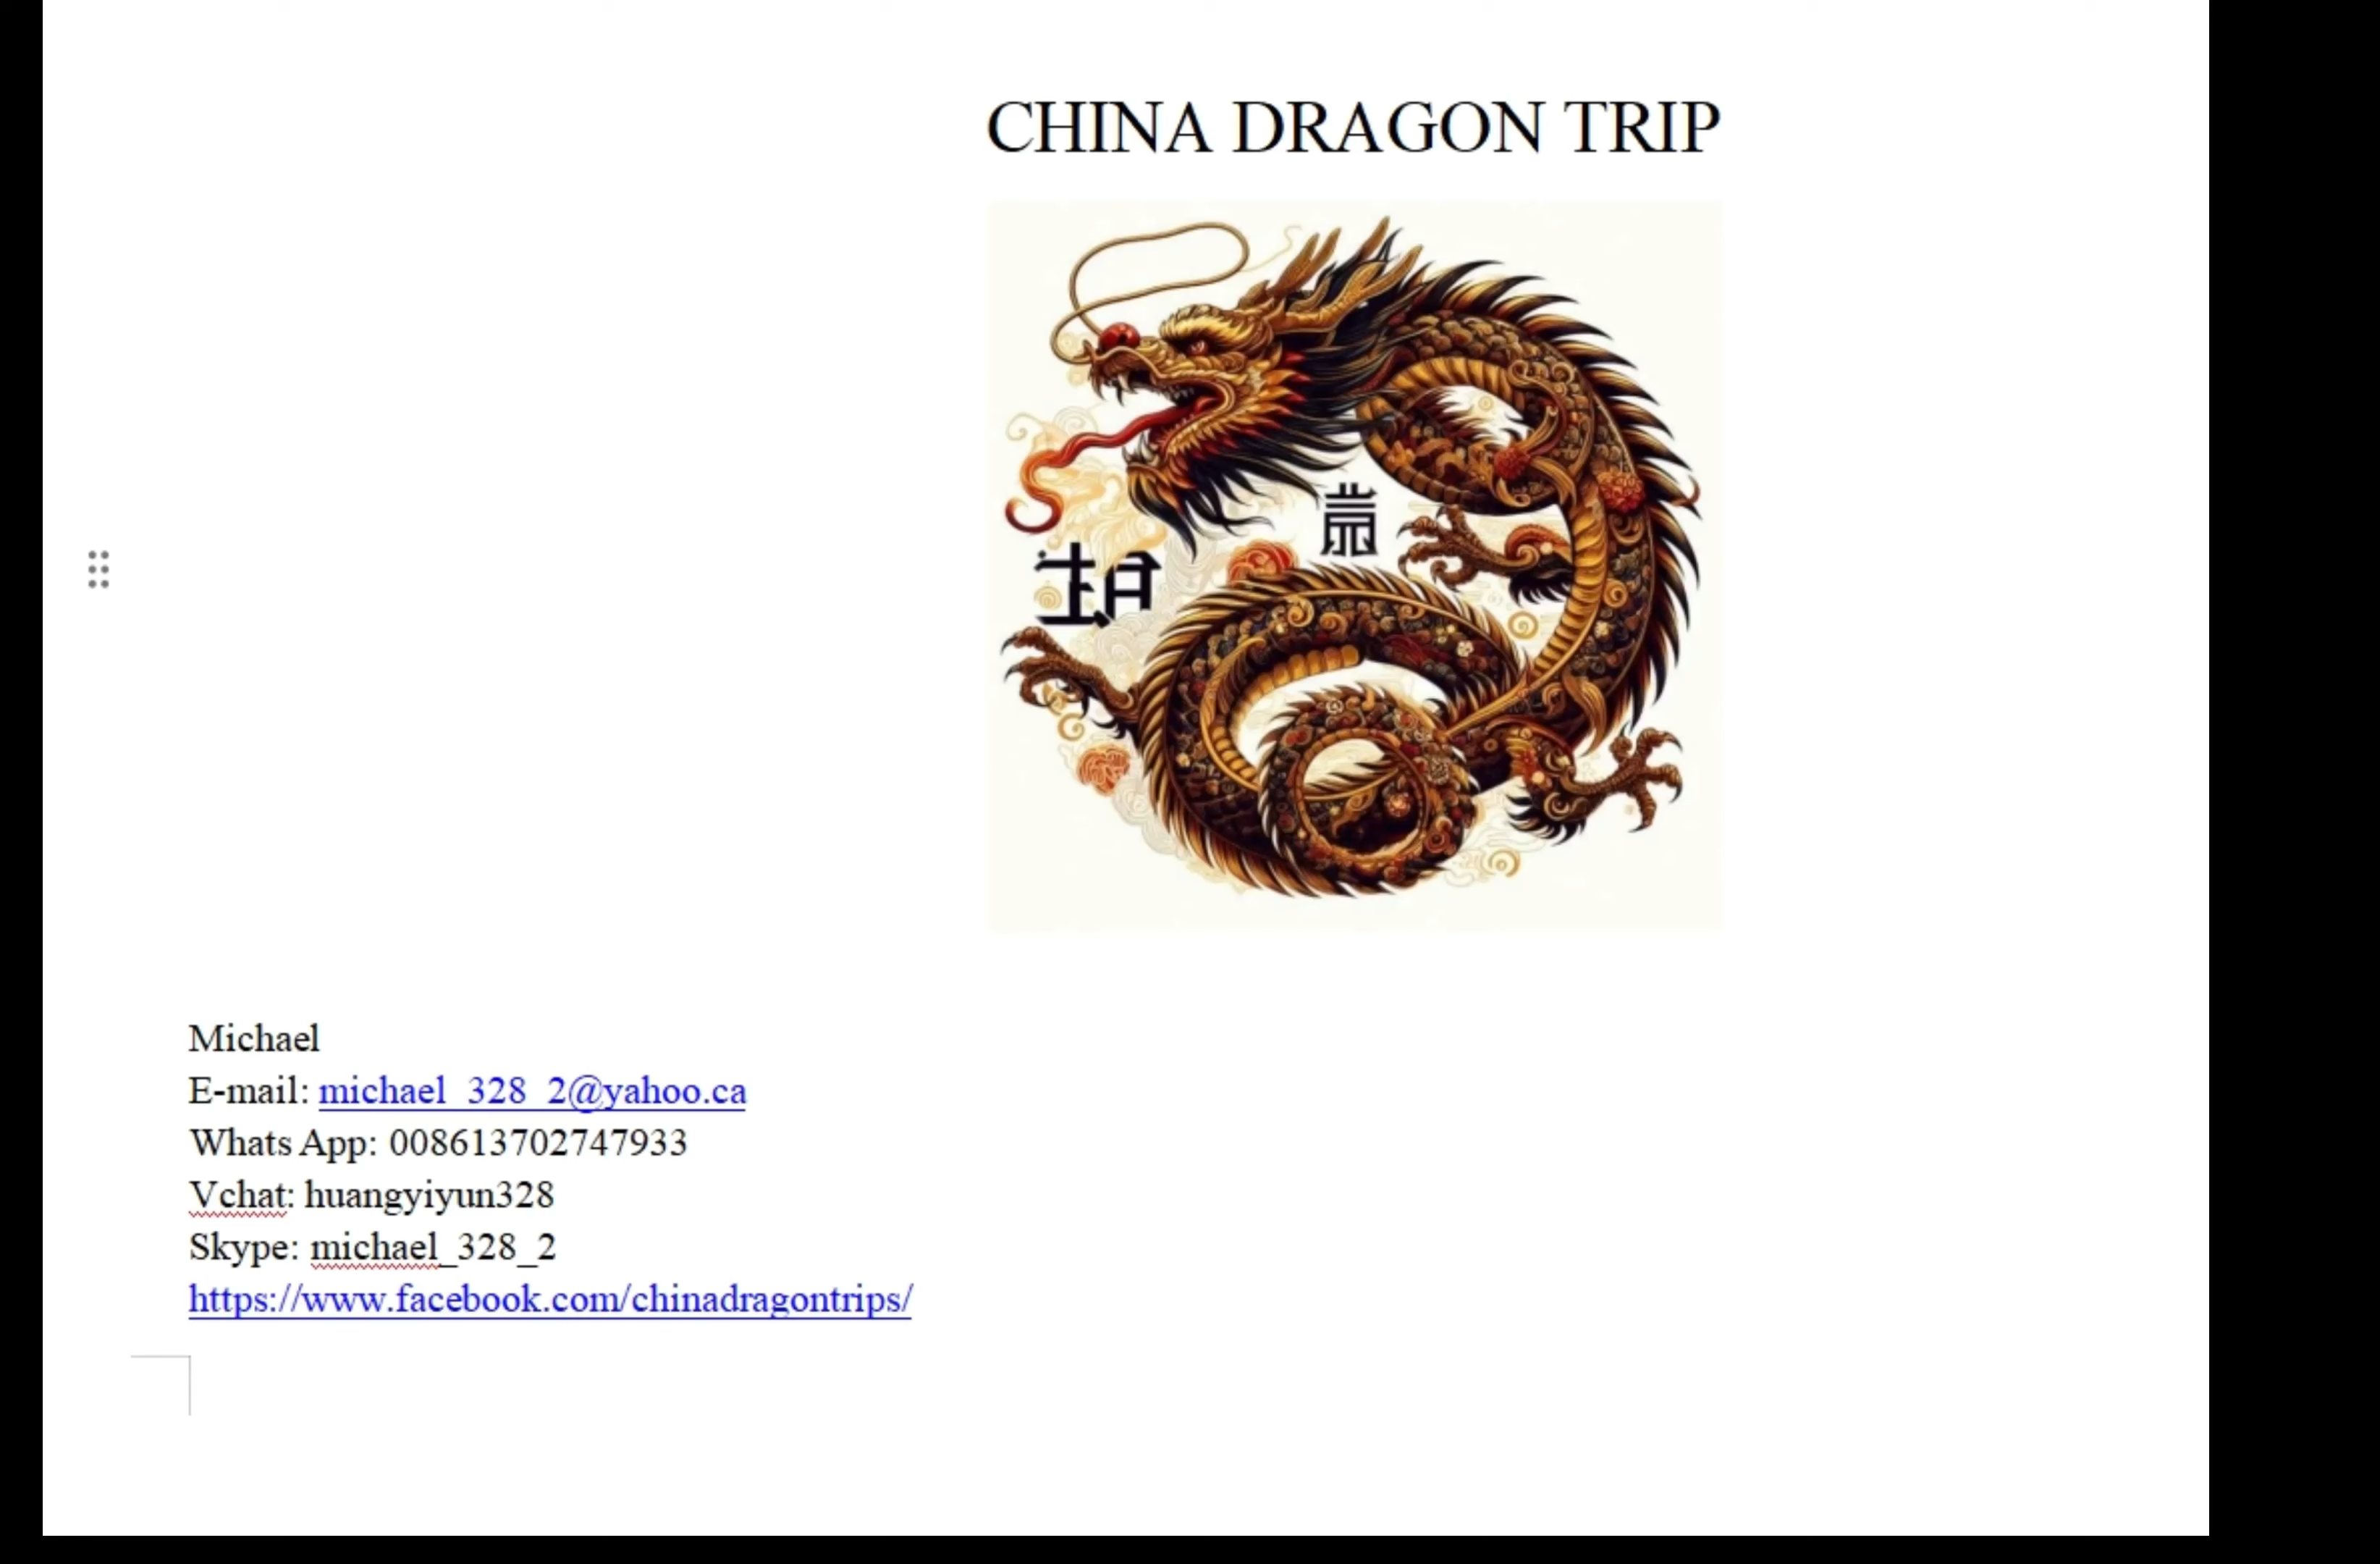 CHINA DRAGON TRIP
Michael
E-mail: michael_328_2@yahoo.ca
Whats App: 008613702747933
Vchat: huangyiyun328
Skype: michael_328_2
https://www.facebook.com/chinadragontrips/